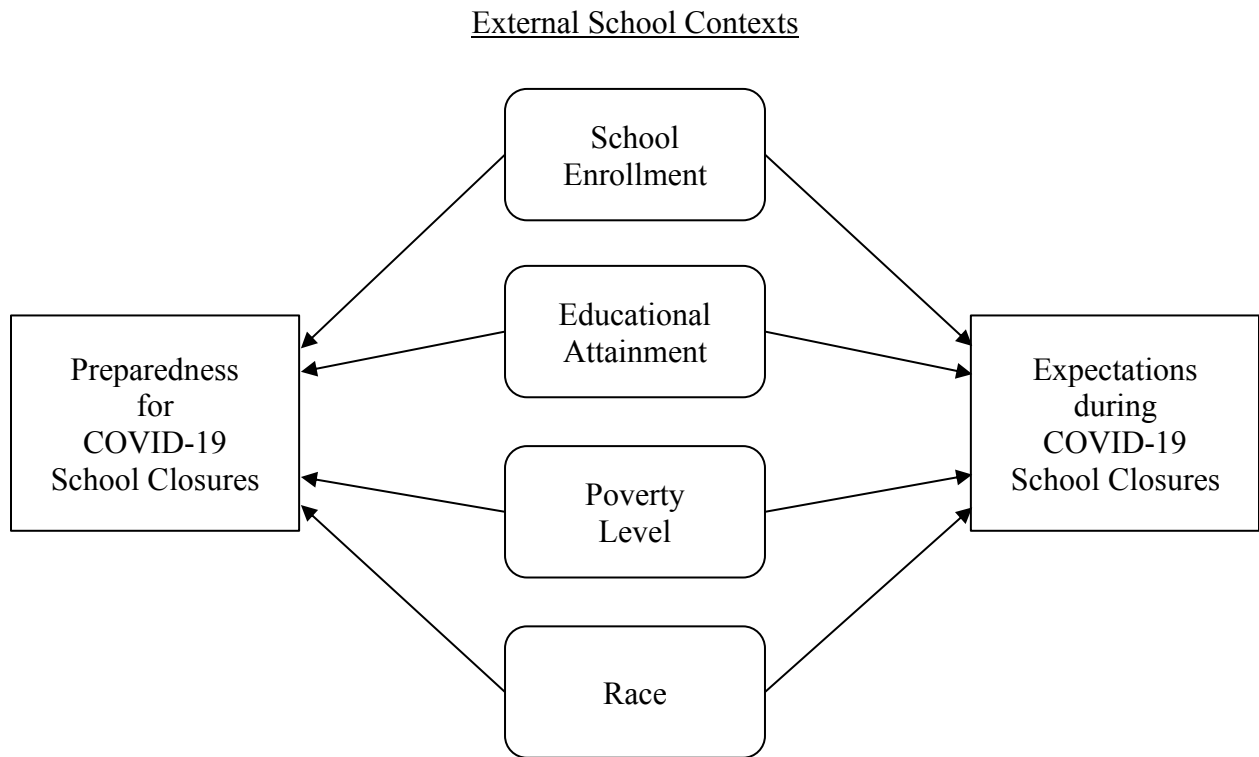 External School Contexts
School
Enrollment
Educational
Attainment
Preparedness
for
COVID-19
School Closures
Expectations
during
COVID-19
School Closures
Poverty
Level
Race